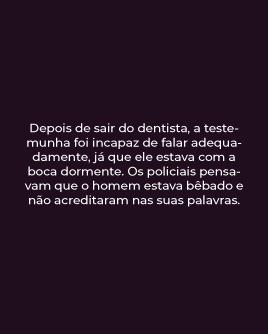 Depois de sair do dentista, a teste-
munha foi incapaz de falar adequa-
damente, já que ele estava com a
boca dormente. Os policiais pensa-
vam que o homem estava bêbado e
não acreditaram nas suas palavras.